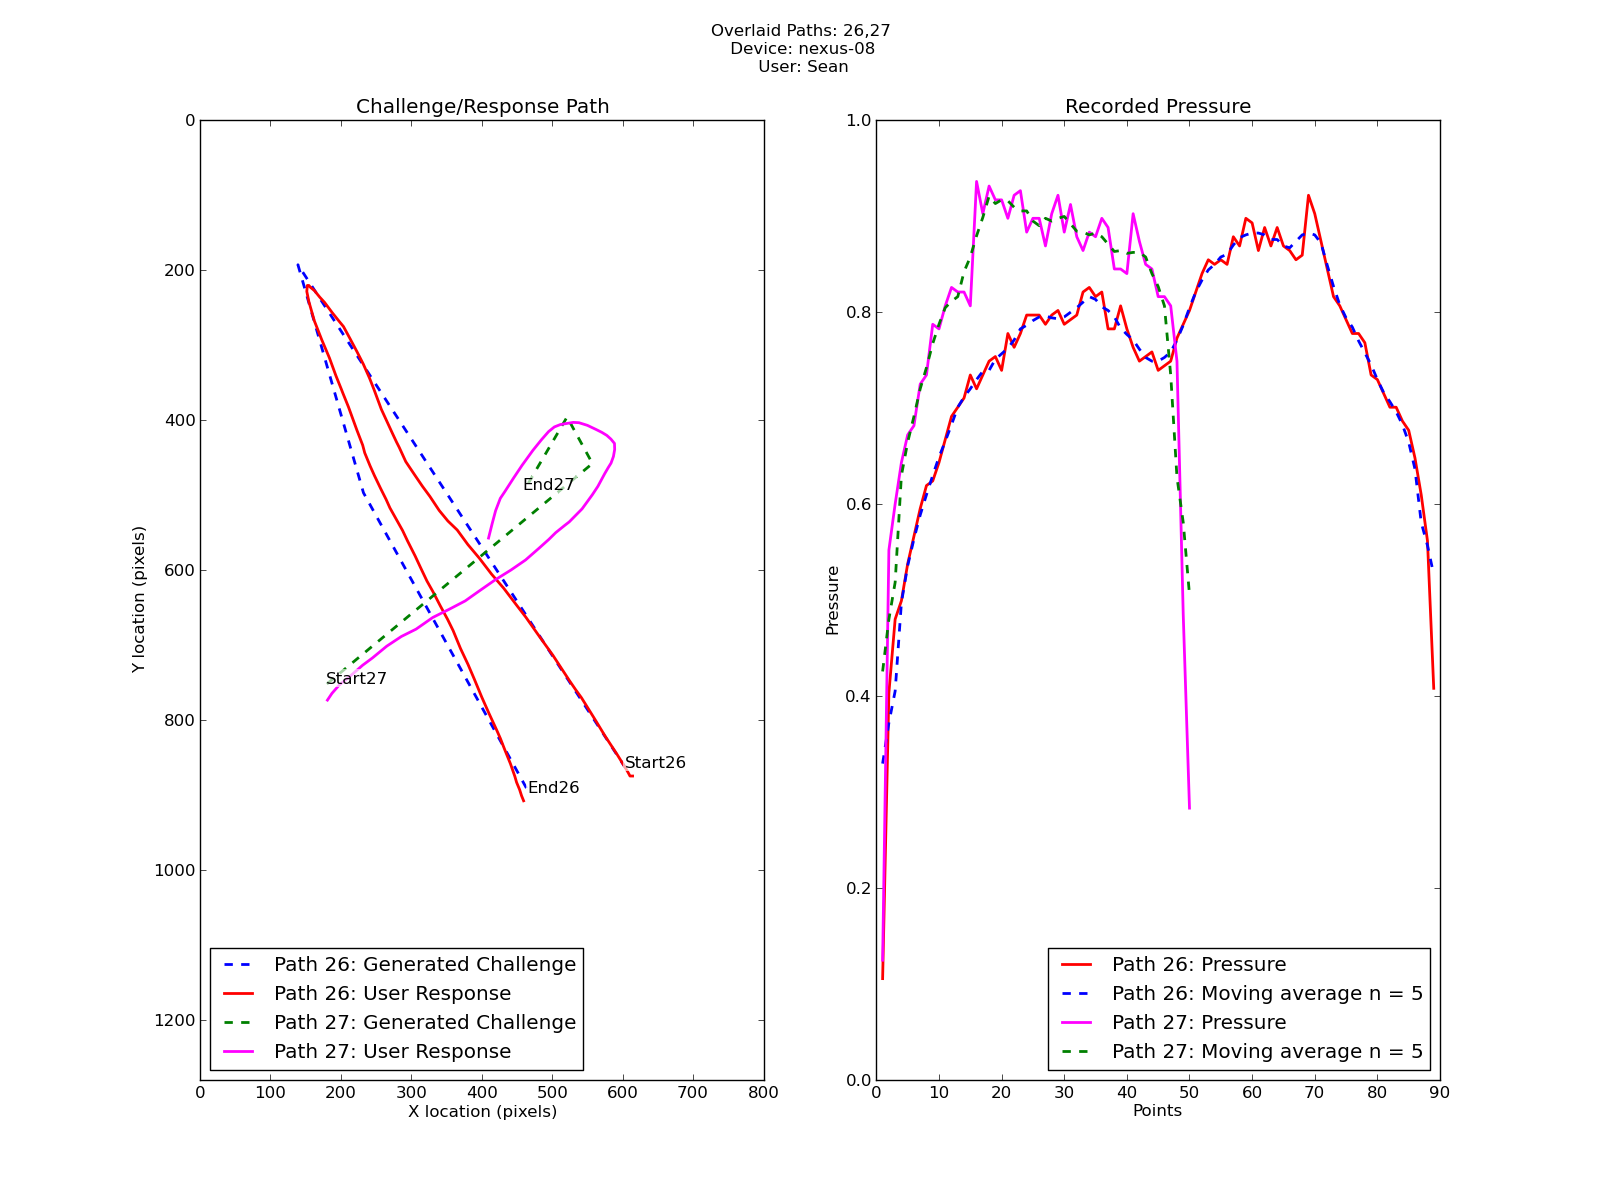 Overlaid Paths: 26,27
Device: nexus-08
User: Sean
Challenge/Response Path
0
200
400
600
800
1000
1200
Y location (pixels)
End27
Start27
Start26
End26
Path 26: Generated Challenge
Path 26: User Response
Path 27: Generated Challenge
Path 27: User Response
0 100 200 300 400 500 600 700 800
X location (pixels)
Recorded Pressure
1.0
0.8
0.6
0.4
0.2
0.0
Pressure
Path 26: Pressure
Path 26: Moving average n = 5
Path 27: Pressure
Path 27: Moving average n = 5
0 10 20 30 40 50 60 70 80 90
Points